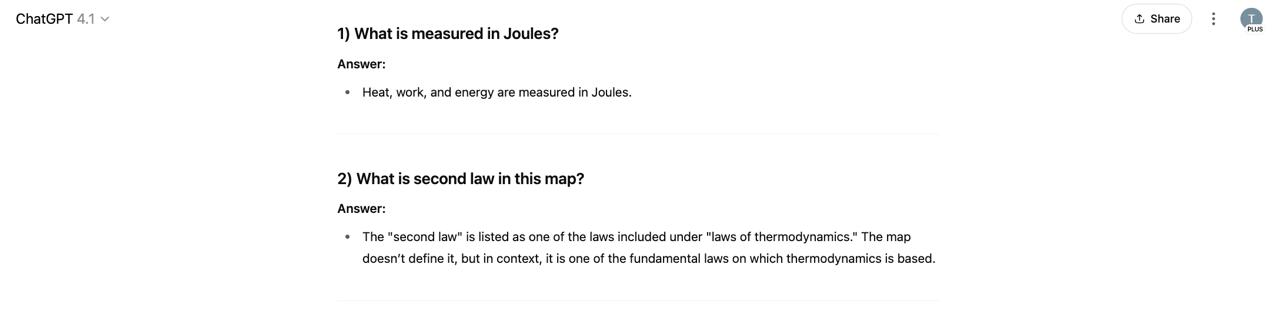 ChatGPT 4.1
Share
T
PLUS
1) What is measured in Joules?
Answer:
• Heat, work, and energy are measured in Joules.
2) What is second law in this map?
Answer:
• The "second law" is listed as one of the laws included under "laws of thermodynamics." The map
doesn’t define it, but in context, it is one of the fundamental laws on which thermodynamics is based.